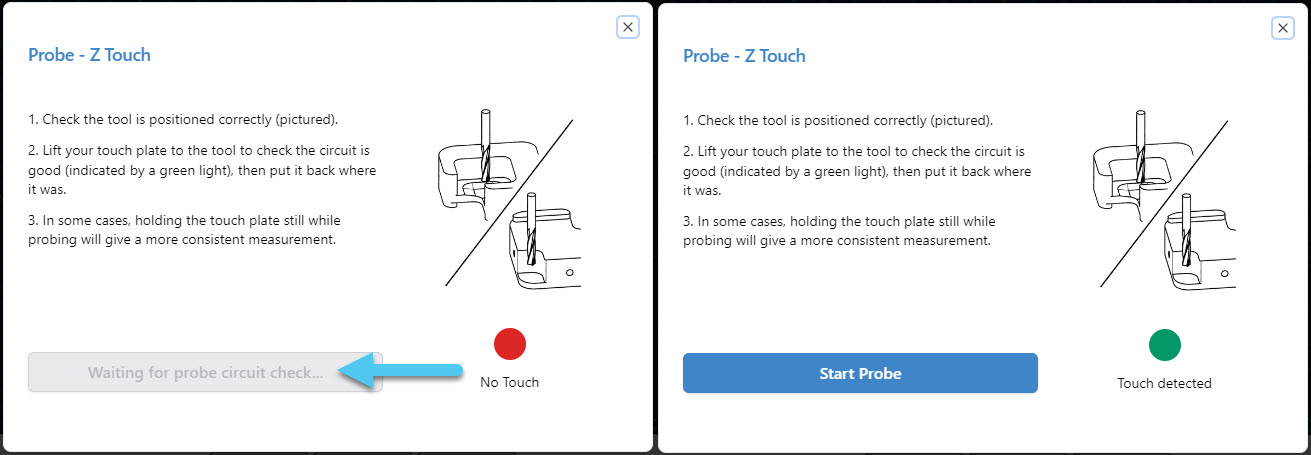 Probe - Z Touch
1. Check the tool is positioned correctly (pictured).
2. Lift your touch plate to the tool to check the circuit is
good (indicated by a green light), then put it back where
it was.
3. In some cases, holding the touch plate still while
probing will give a more consistent measurement.
Waiting for probe circuit check...
No Touch
Probe - Z Touch
1. Check the tool is positioned correctly (pictured).
2. Lift your touch plate to the tool to check the circuit is
good (indicated by a green light), then put it back where
it was.
3. In some cases, holding the touch plate still while
probing will give a more consistent measurement.
Start Probe
Touch detected